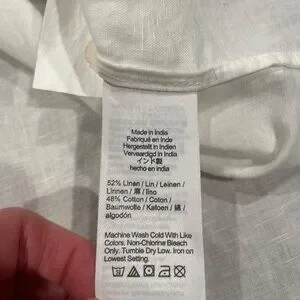 Made in India
Fabriqué en Inde
Hergestellt in Indien
Vervaardigd in India
インド製
hecho en india
52% Linen / Lin / Leinen
/ Linnen / 麻 / lino
48% Cotton / Coton /
Baumwolle / Katoen / 綿 /
algodón
Machine Wash Cold With Like
Colors. Non-Chlorine Bleach
Only. Tumble Dry Low. Iron on
Lowest Setting.